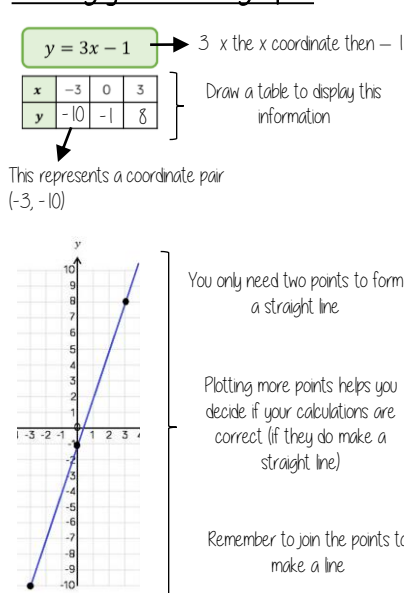 y = 3x − 1
3 x the x coordinate then − 1
x −3 0 3
y -10 -1 8
Draw a table to display this
information
This represents a coordinate pair
(-3, -10)
y
10
9
8
7
6
5
4
3
2
1
0
-3 -2 -1 1 2 3
-2
-3
-4
-5
-6
-7
-8
-9
-10
You only need two points to form
a straight line
Plotting more points helps you
decide if your calculations are
correct (if they do make a
straight line)
Remember to join the points to
make a line